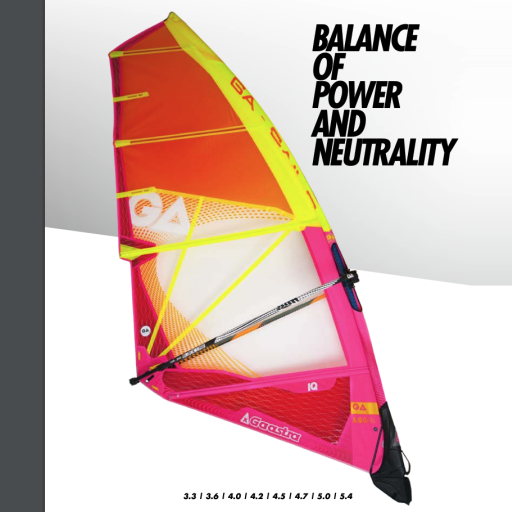 BALANCE
OF
POWER
AND
NEUTRALITY
GA
GA
IQ
GA
Gaastra
3.3 | 3.6 | 4.0 | 4.2 | 4.5 | 4.7 | 5.0 | 5.4